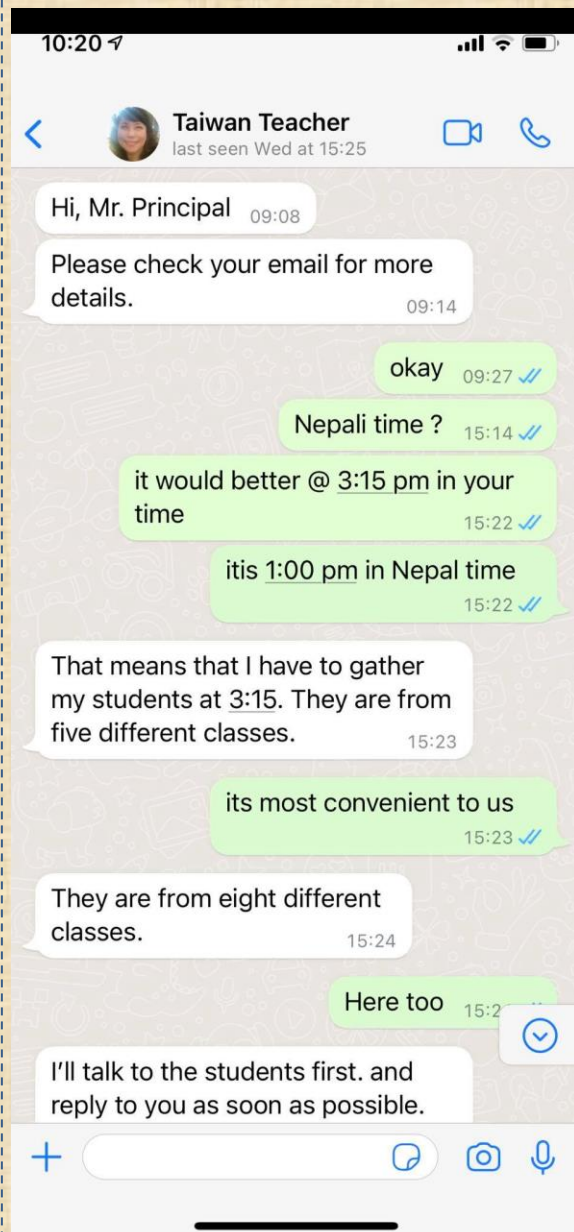 10:20
Taiwan Teacher
last seen Wed at 15:25
Hi, Mr. Principal 09:08
Please check your email for more
details. 09:14
okay 09:27
Nepali time ? 15:14
it would better @ 3:15 pm in your
time 15:22
itis 1:00 pm in Nepal time
15:22
That means that I have to gather
my students at 3:15. They are from
five different classes. 15:23
its most convenient to us
15:23
They are from eight different
classes. 15:24
Here too
I'll talk to the students first. and
reply to you as soon as possible.